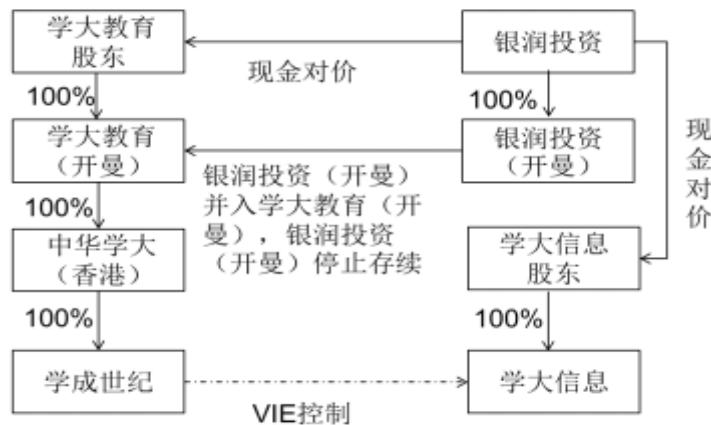 学大教育
股东
银润投资
现金对价
100%
100%
学大教育
（开曼）
银润投资
（开曼）
现
金
对
价
银润投资（开曼）
并入学大教育（开
曼），银润投资
（开曼）停止存续
100%
中华学大
（香港）
学大信息
股东
100%
100%
学成世纪
学大信息
VIE控制